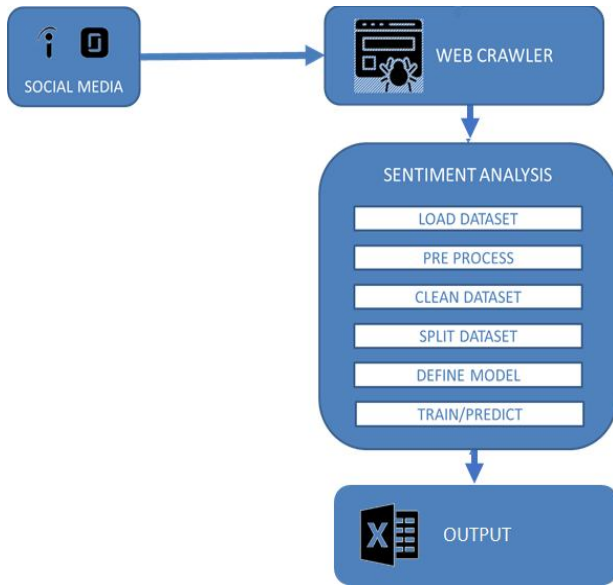 SOCIAL MEDIA
WEB CRAWLER
SENTIMENT ANALYSIS
LOAD DATASET
PRE PROCESS
CLEAN DATASET
SPLIT DATASET
DEFINE MODEL
TRAIN/PREDICT
X
OUTPUT